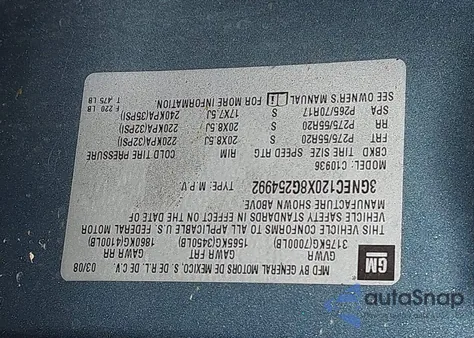 GM
MFG BY GENERAL MOTORS DE MEXICO, S DE R.L. DE C.V.
03/08
GVWR GAWR FRT GAWR RR
3175KG(7000LB) 1565KG(3450LB) 1860KG(4100LB)
THIS VEHICLE CONFORMS TO ALL APPLICABLE U.S. FEDERAL MOTOR
VEHICLE SAFETY STANDARDS IN EFFECT ON THE DATE OF
MANUFACTURE SHOWN ABOVE.
3GNEC120X8G254992 TYPE: M.P.V.
MODEL: C10936
CBKD TIRE SIZE SPEED RTG RIM COLD TIRE PRESSURE
FRT P275/55R20 S 20X8.5J 220KPA(32PSI)
RR P275/55R20 S 20X8.5J 220KPA(32PSI)
SPA P265/70R17 S 17X7.5J 240KPA(35PSI)
SEE OWNER'S MANUAL FOR MORE INFORMATION
F 220 LB
T 475 LB
autoSnap